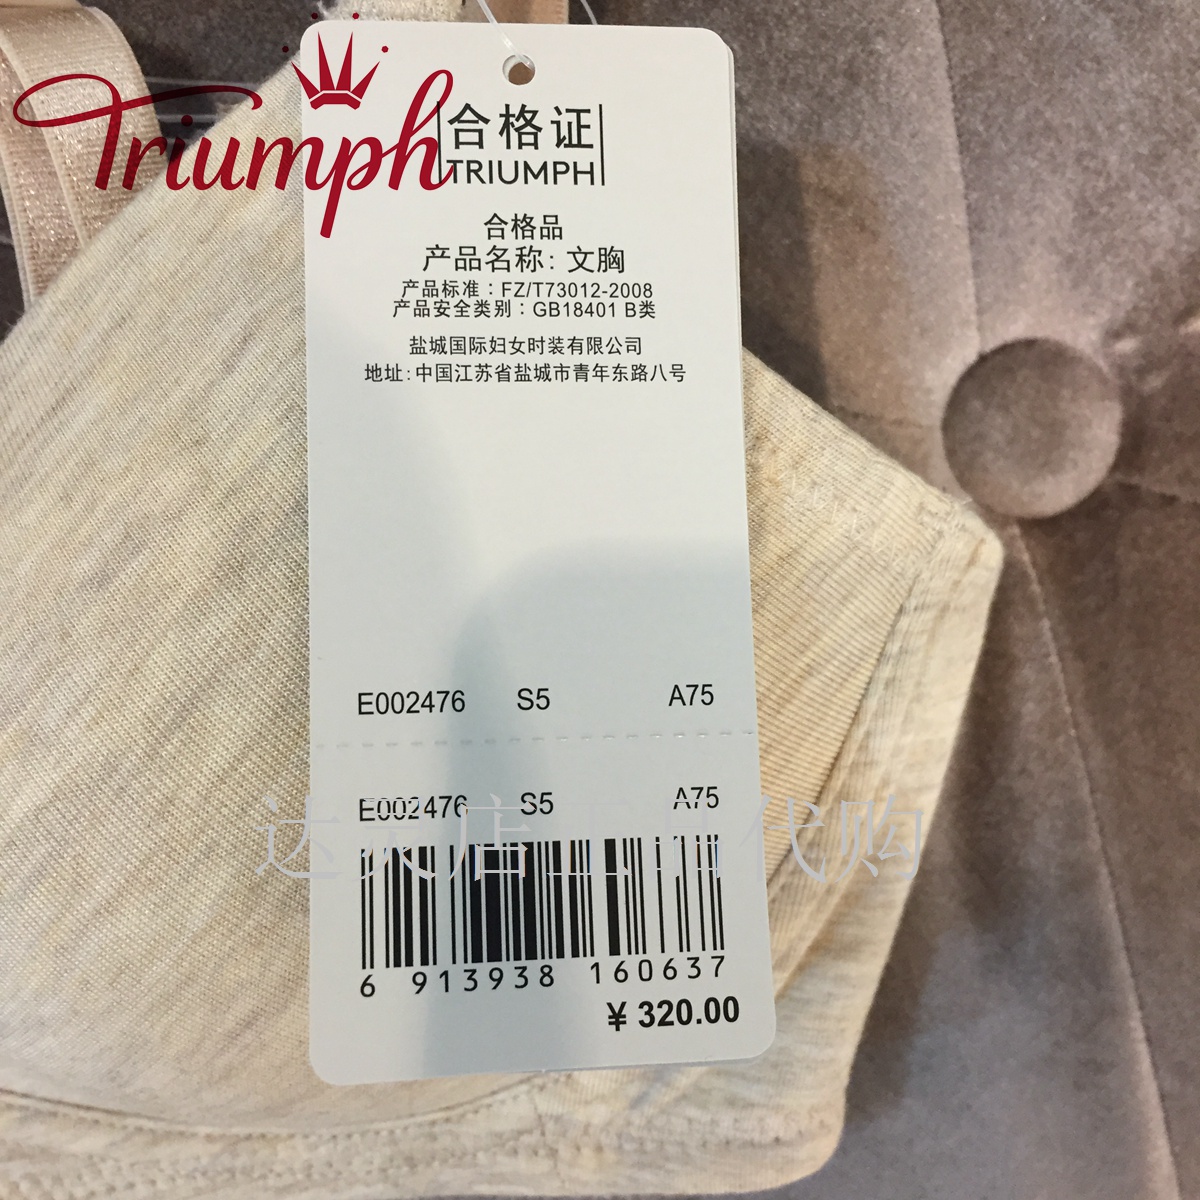 Triumph
合格证
TRIUMPH
合格品
产品名称: 文胸
产品标准：FZ/T73012-2008
产品安全类别：GB18401 B类
盐城国际妇女时装有限公司
地址:中国江苏省盐城市青年东路八号
E002476 S5 A75
E002476 S5 A75
6 913938 160637
¥ 320.00